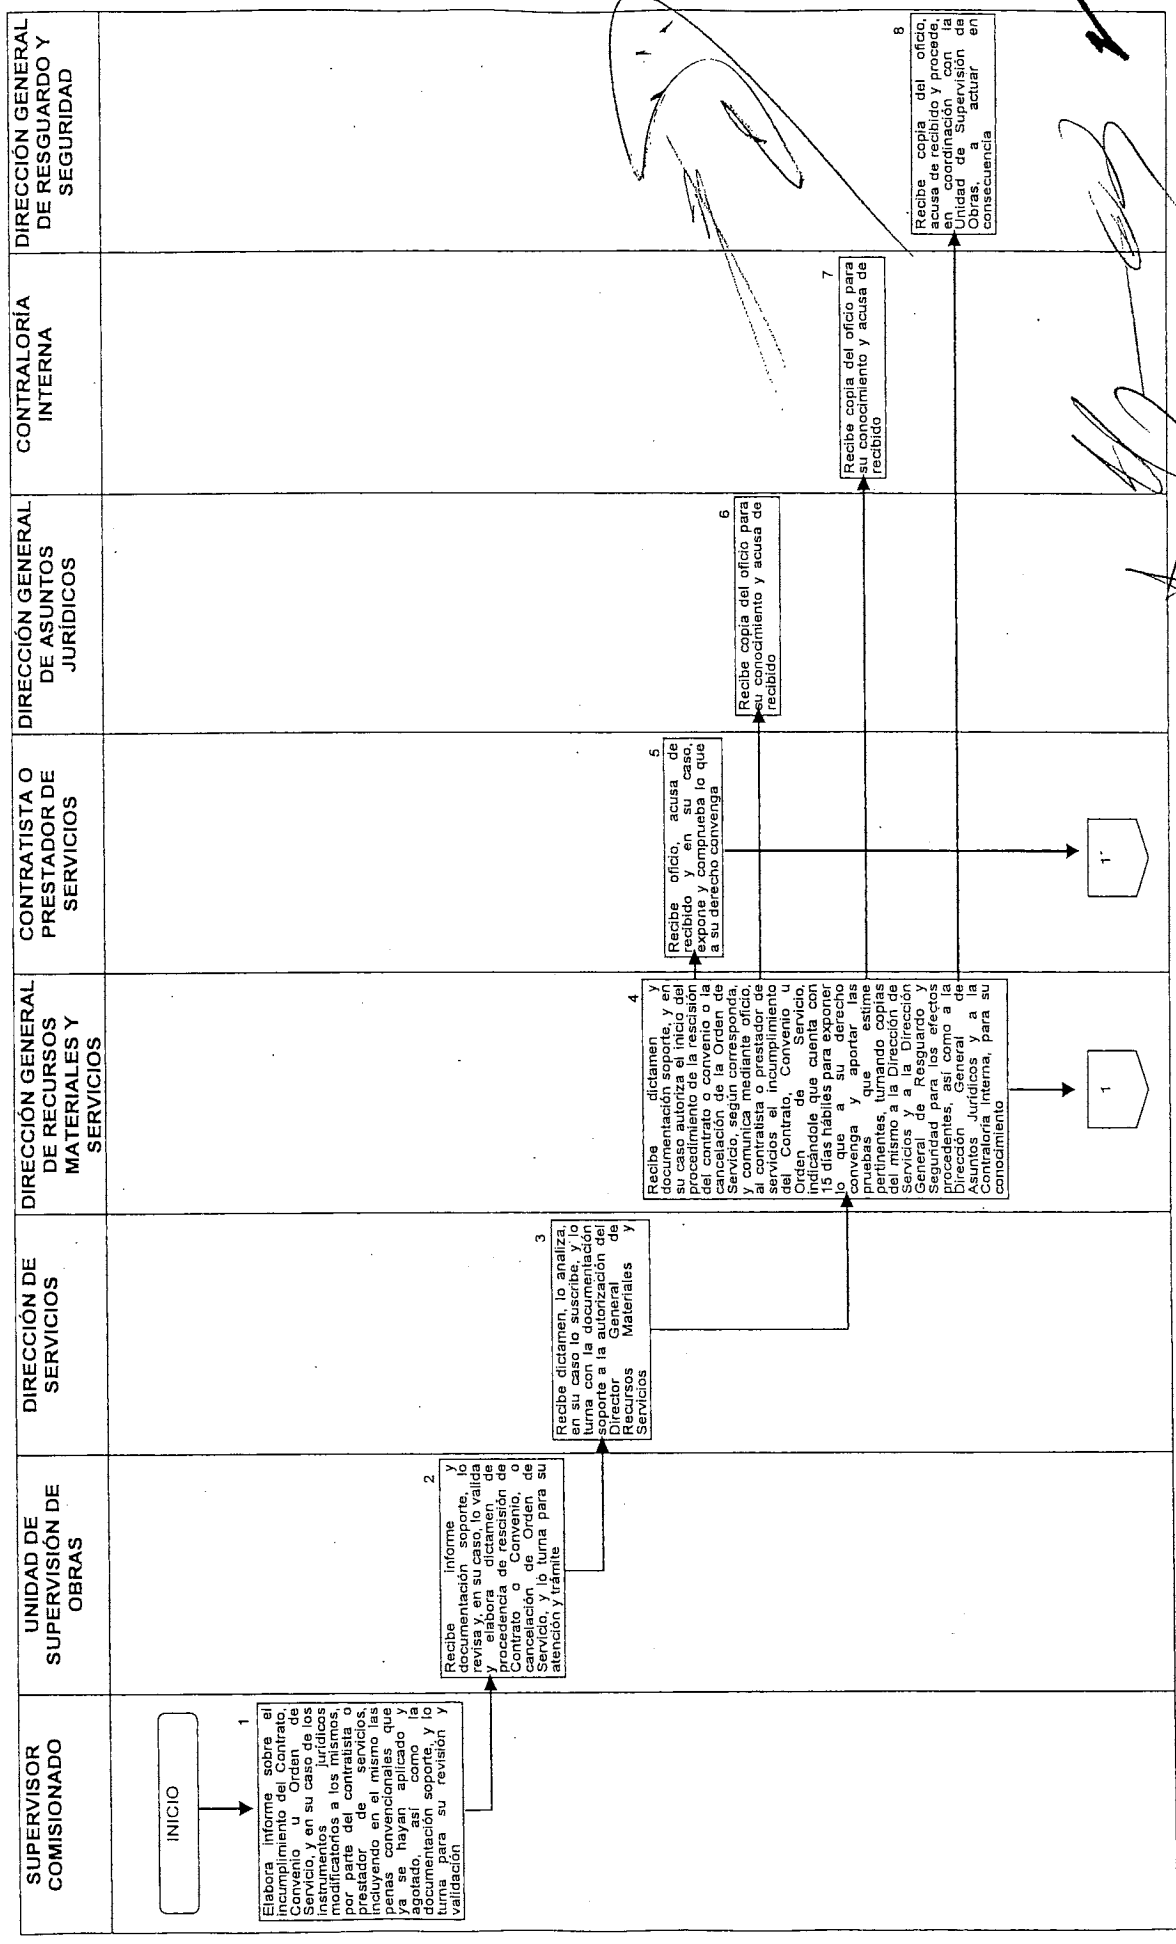 SUPERVISOR
COMISIONADO
UNIDAD DE
SUPERVISIÓN DE
OBRAS
DIRECCIÓN DE
SERVICIOS
DIRECCIÓN GENERAL
DE RECURSOS
MATERIALES Y
SERVICIOS
CONTRATISTA O
PRESTADOR DE
SERVICIOS
DIRECCIÓN GENERAL
DE ASUNTOS
JURÍDICOS
CONTRALORÍA
INTERNA
DIRECCIÓN GENERAL
DE RESGUARDO Y
SEGURIDAD
INICIO
1
Elabora informe sobre el
incumplimiento del Contrato,
Convenio u Orden de
Servicio, y en su caso de los
instrumentos jurídicos
modificatorios a los mismos,
por parte del contratista o
prestador de servicios,
incluyendo en el mismo las
penas convencionales que
ya se hayan aplicado y
agotado, así como la
documentación soporte, y lo
turna para su revisión y
validación
2
Recibe informe y
documentación soporte, lo
revisa y, en su caso, lo valida
y elabora dictamen de
procedencia de rescisión de
Contrato o Convenio, o
cancelación de Orden de
Servicio, y lo turna para su
atención y trámite
3
Recibe dictamen, lo analiza,
en su caso lo suscribe, y lo
turna con la documentación
soporte a la autorización del
Director General de
Recursos Materiales y
Servicios
4
Recibe dictamen y
documentación soporte, y en
su caso autoriza el inicio del
procedimiento de la rescisión
del contrato o convenio o la
cancelación de la Orden de
Servicio, según corresponda,
y comunica mediante oficio,
al contratista o prestador de
servicios el incumplimiento
del Contrato, Convenio u
Orden de Servicio,
indicándole que cuenta con
15 días hábiles para exponer
lo que a su derecho
convenga y aportar las
pruebas que estime
pertinentes, turnando copias
del mismo a la Dirección de
Servicios y a la Dirección
General de Resguardo y
Seguridad para los efectos
procedentes, así como a la
Dirección General de
Asuntos Jurídicos y a la
Contraloría Interna, para su
conocimiento
1
5
Recibe oficio, acusa de
recibido y en su caso,
expone y comprueba lo que
a su derecho convenga
1
6
Recibe copia del oficio para
su conocimiento y acusa de
recibido
7
Recibe copia del oficio para
su conocimiento y acusa de
recibido
8
Recibe copia del oficio,
acusa de recibido y procede,
en coordinación con la
Unidad de Supervisión de
Obras, a actuar en
consecuencia